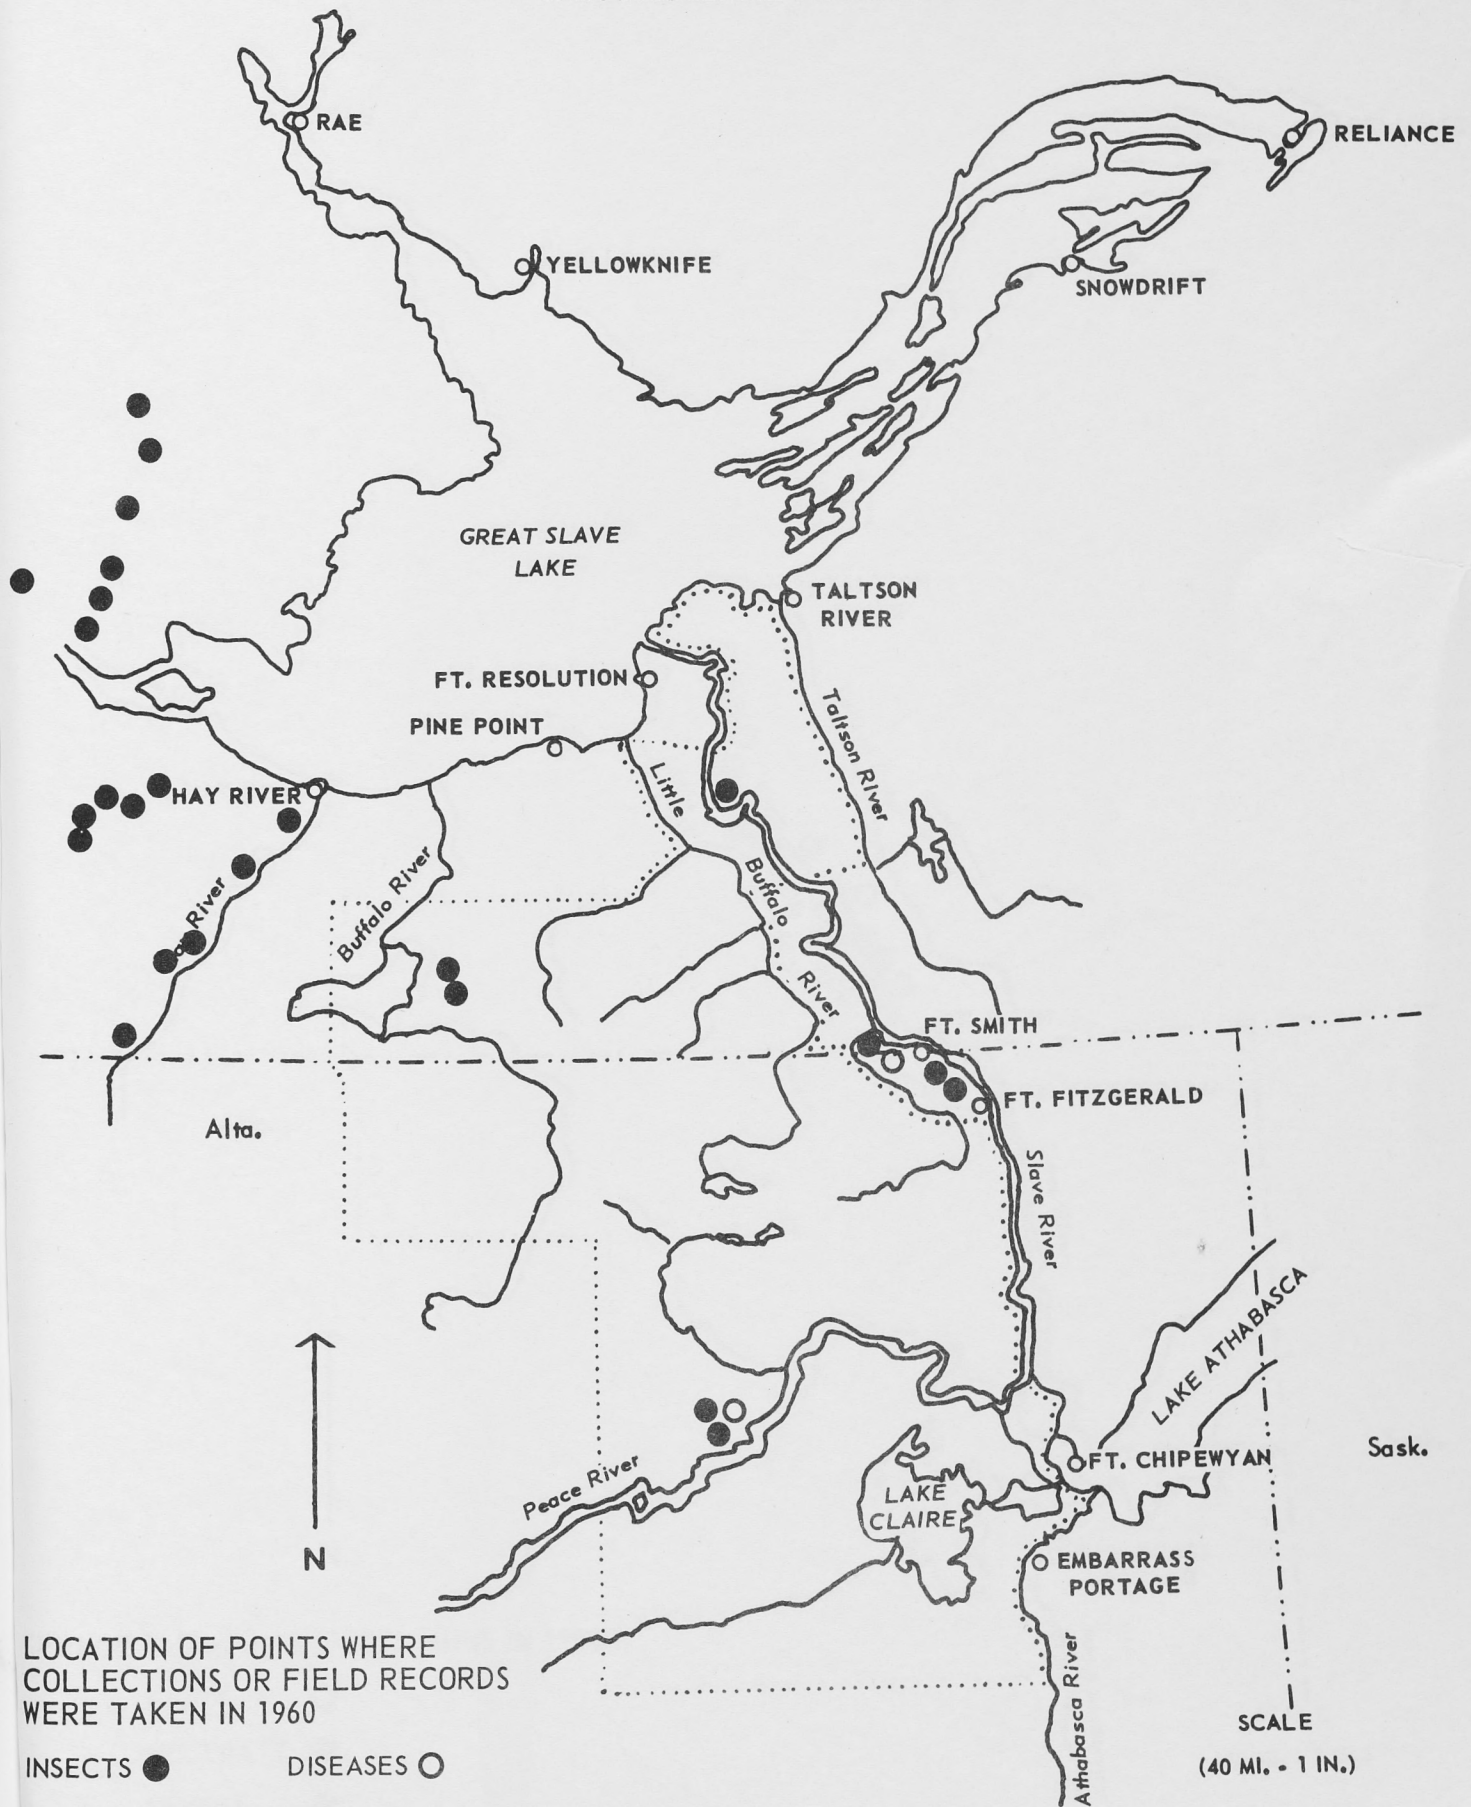 RAE
RELIANCE
YELLOWKNIFE
SNOWDRIFT
GREAT SLAVE
LAKE
TALTSON
RIVER
FT. RESOLUTION
PINE POINT
Taltson River
HAY RIVER
Little
Buffalo
River
Buffalo River
River
FT. SMITH
FT. FITZGERALD
Alta.
Slave River
LAKE ATHABASCA
Sask.
FT. CHIPEWYAN
Peace River
LAKE
CLAIRE
N
EMBARRASS
PORTAGE
Athabasca River
LOCATION OF POINTS WHERE
COLLECTIONS OR FIELD RECORDS
WERE TAKEN IN 1960
INSECTS
DISEASES
SCALE
(40 MI. - 1 IN.)